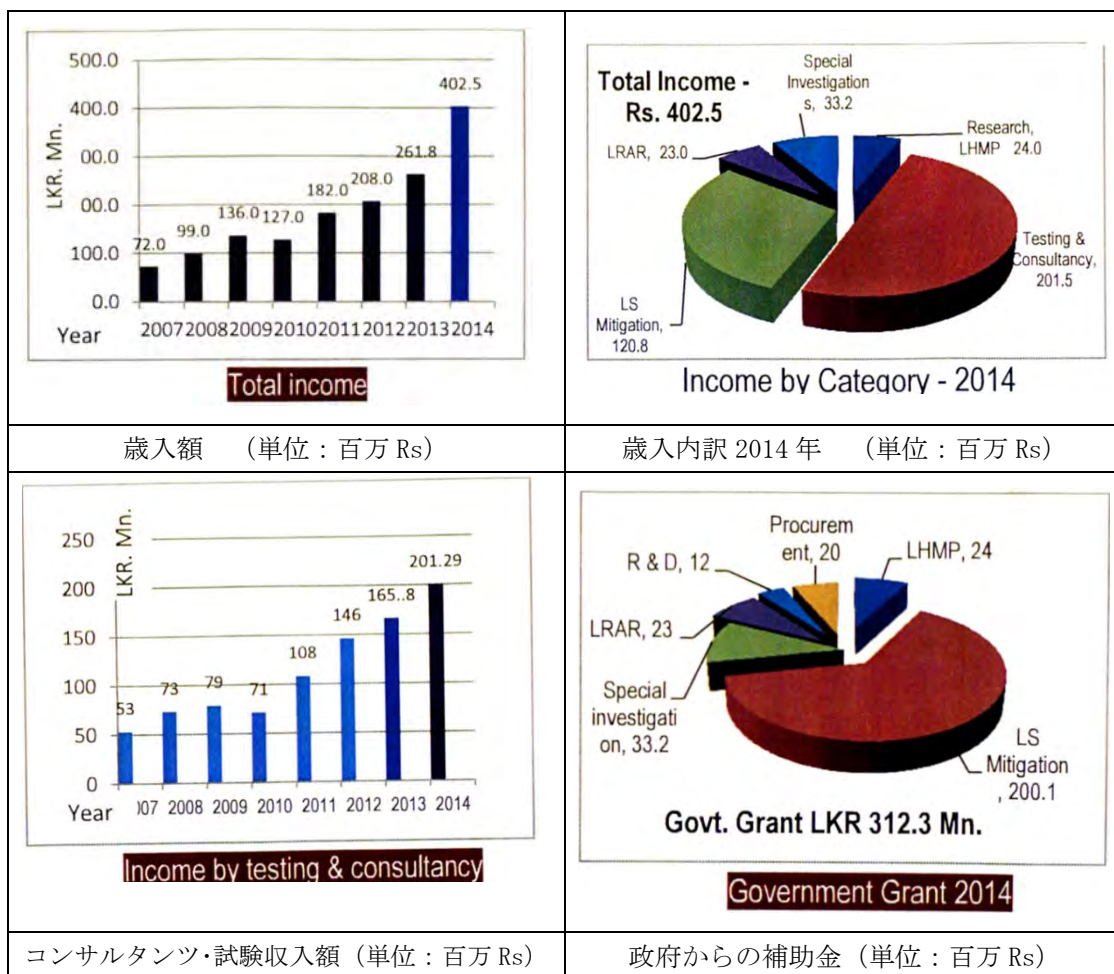 500.0
400.0
00.0
00.0
100.0
0.0
LKR. Mn.
72.0
99.0
136.0
127.0
182.0
208.0
261.8
402.5
Year
2007 2008 2009 2010 2011 2012 2013 2014
Total income
Total Income -
Rs. 402.5
Special
Investigation
s, 33.2
Research,
LHMP 24.0
LRAR, 23.0
Testing &
Consultancy,
201.5
LS
Mitigation,
120.8
Income by Category - 2014
歳入額 （単位：百万 Rs）
歳入内訳 2014 年 （単位：百万 Rs）
250
200
150
100
50
0
LKR. Mn.
53
73
79
71
108
146
165..8
201.29
Year
)07 2008 2009 2010 2011 2012 2013 2014
Income by testing & consultancy
Procurem
ent, 20
LHMP, 24
R & D, 12
LRAR, 23
Special
investigati
on, 33.2
LS
Mitigation
, 200.1
Govt. Grant LKR 312.3 Mn.
Government Grant 2014
コンサルタンツ・試験収入額（単位：百万 Rs）
政府からの補助金（単位：百万 Rs）